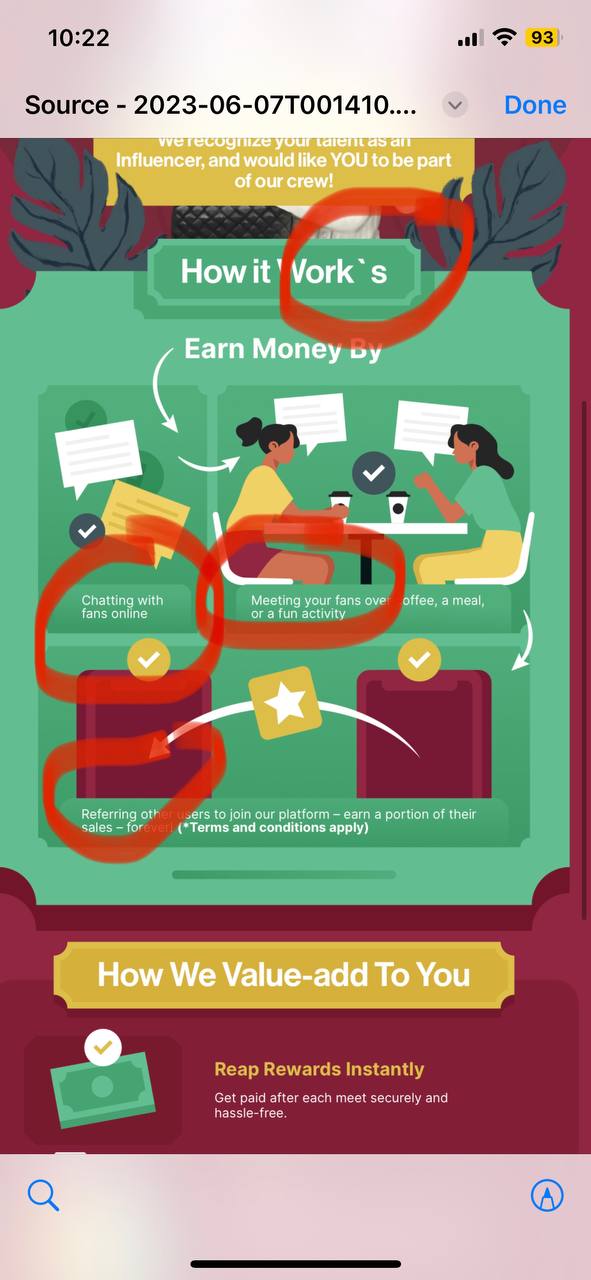 10:22
93
Source - 2023-06-07T001410....
Done
We recognize your talent as an
Influencer, and would like YOU to be part
of our crew!
How it Work`s
Earn Money By
Chatting with
fans online
Meeting your fans over coffee, a meal,
or a fun activity
Referring other users to join our platform – earn a portion of their
sales – forever! (*Terms and conditions apply)
How We Value-add To You
Reap Rewards Instantly
Get paid after each meet securely and
hassle-free.